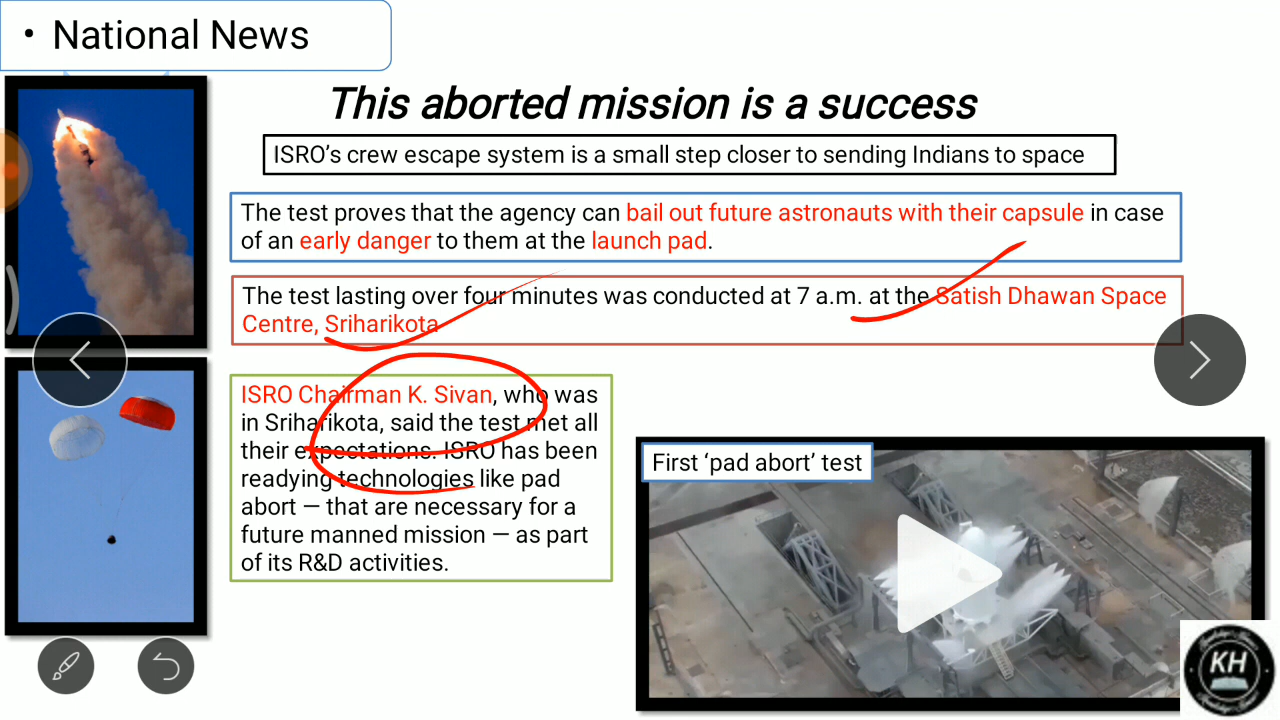 • National News
This aborted mission is a success
ISRO's crew escape system is a small step closer to sending Indians to space
The test proves that the agency can bail out future astronauts with their capsule in case
of an early danger to them at the launch pad.
The test lasting over four minutes was conducted at 7 a.m. at the Satish Dhawan Space
Centre, Sriharikota
ISRO Chairman K. Sivan, who was
in Sriharikota, said the test met all
their expectations. ISRO has been
readying technologies like pad
abort — that are necessary for a
future manned mission — as part
of its R&D activities.
First ‘pad abort’ test
KH